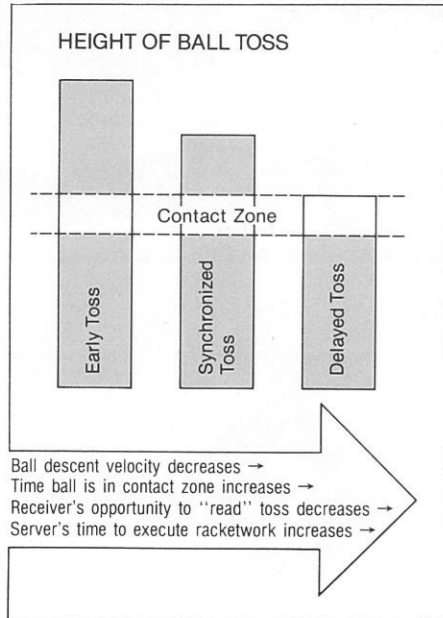 HEIGHT OF BALL TOSS
Contact Zone
Early Toss
Synchronized
Toss
Delayed Toss
Ball descent velocity decreases →
Time ball is in contact zone increases →
Receiver's opportunity to "read" toss decreases →
Server's time to execute racketwork increases →